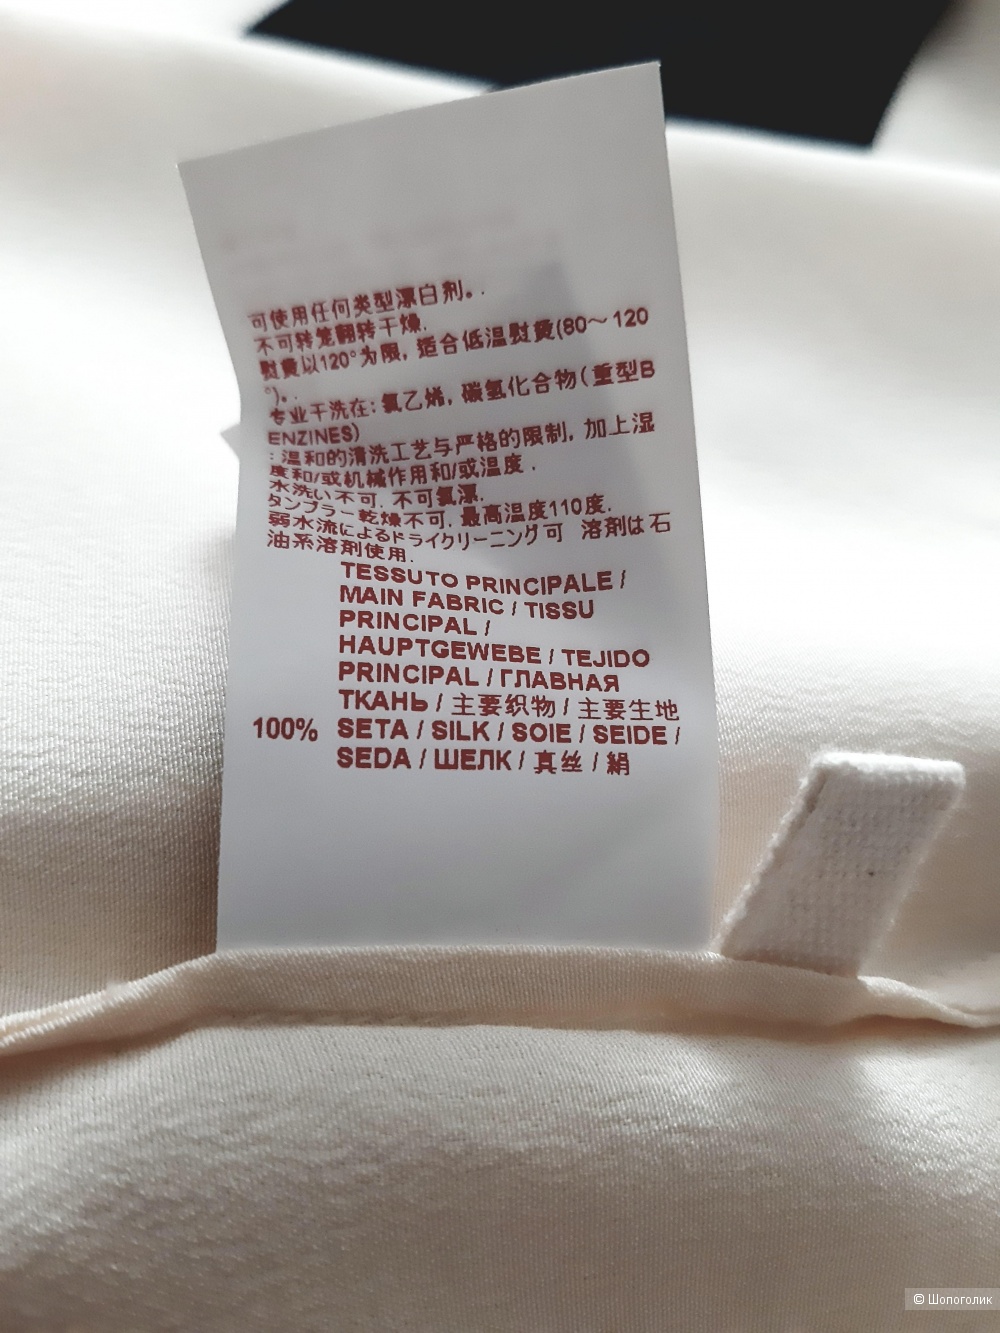 可使用任何类型漂白剂。.
不可转笼翻转干燥.
熨烫以120°为限, 适合低温熨烫(80～120
°)。.
专业干洗在: 氯乙烯, 碳氢化合物(重型B
ENZINES)
: 温和的清洗工艺与严格的限制, 加上湿
度和/或机械作用和/或温度 .
水洗い不可. 不可氯漂.
タンブラー乾燥不可. 最高温度110度.
弱水流によるドライクリーニング可 溶剤は石
油系溶剤使用.
TESSUTO PRINCIPALE /
MAIN FABRIC / TISSU
PRINCIPAL /
HAUPTGEWEBE / TEJIDO
PRINCIPAL / ГЛАВНАЯ
ТКАНЬ / 主要织物 / 主要生地
100% SETA / SILK / SOIE / SEIDE /
SEDA / ШЕЛК / 真丝 / 絹
© Шопоголик